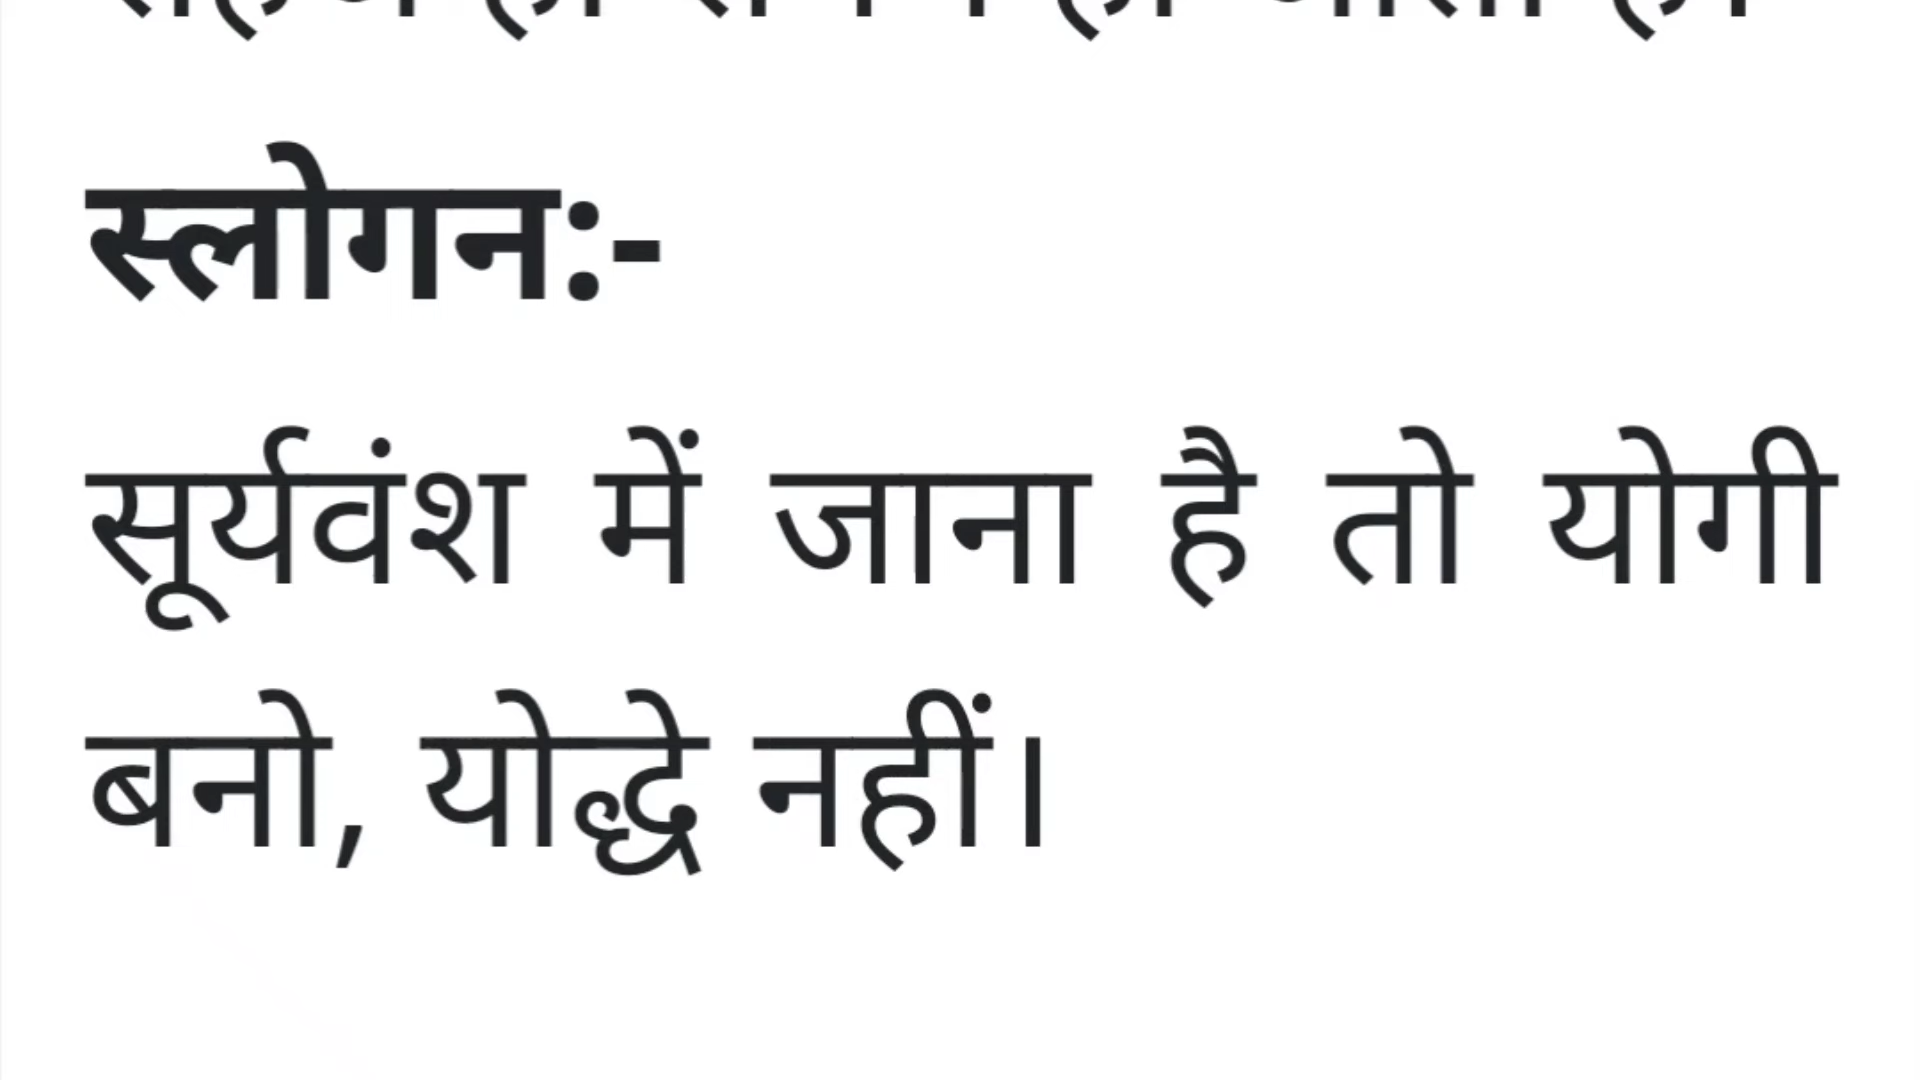 स्लोगन:-
सूर्यवंश में जाना है तो योगी
बनो, योद्धे नहीं।